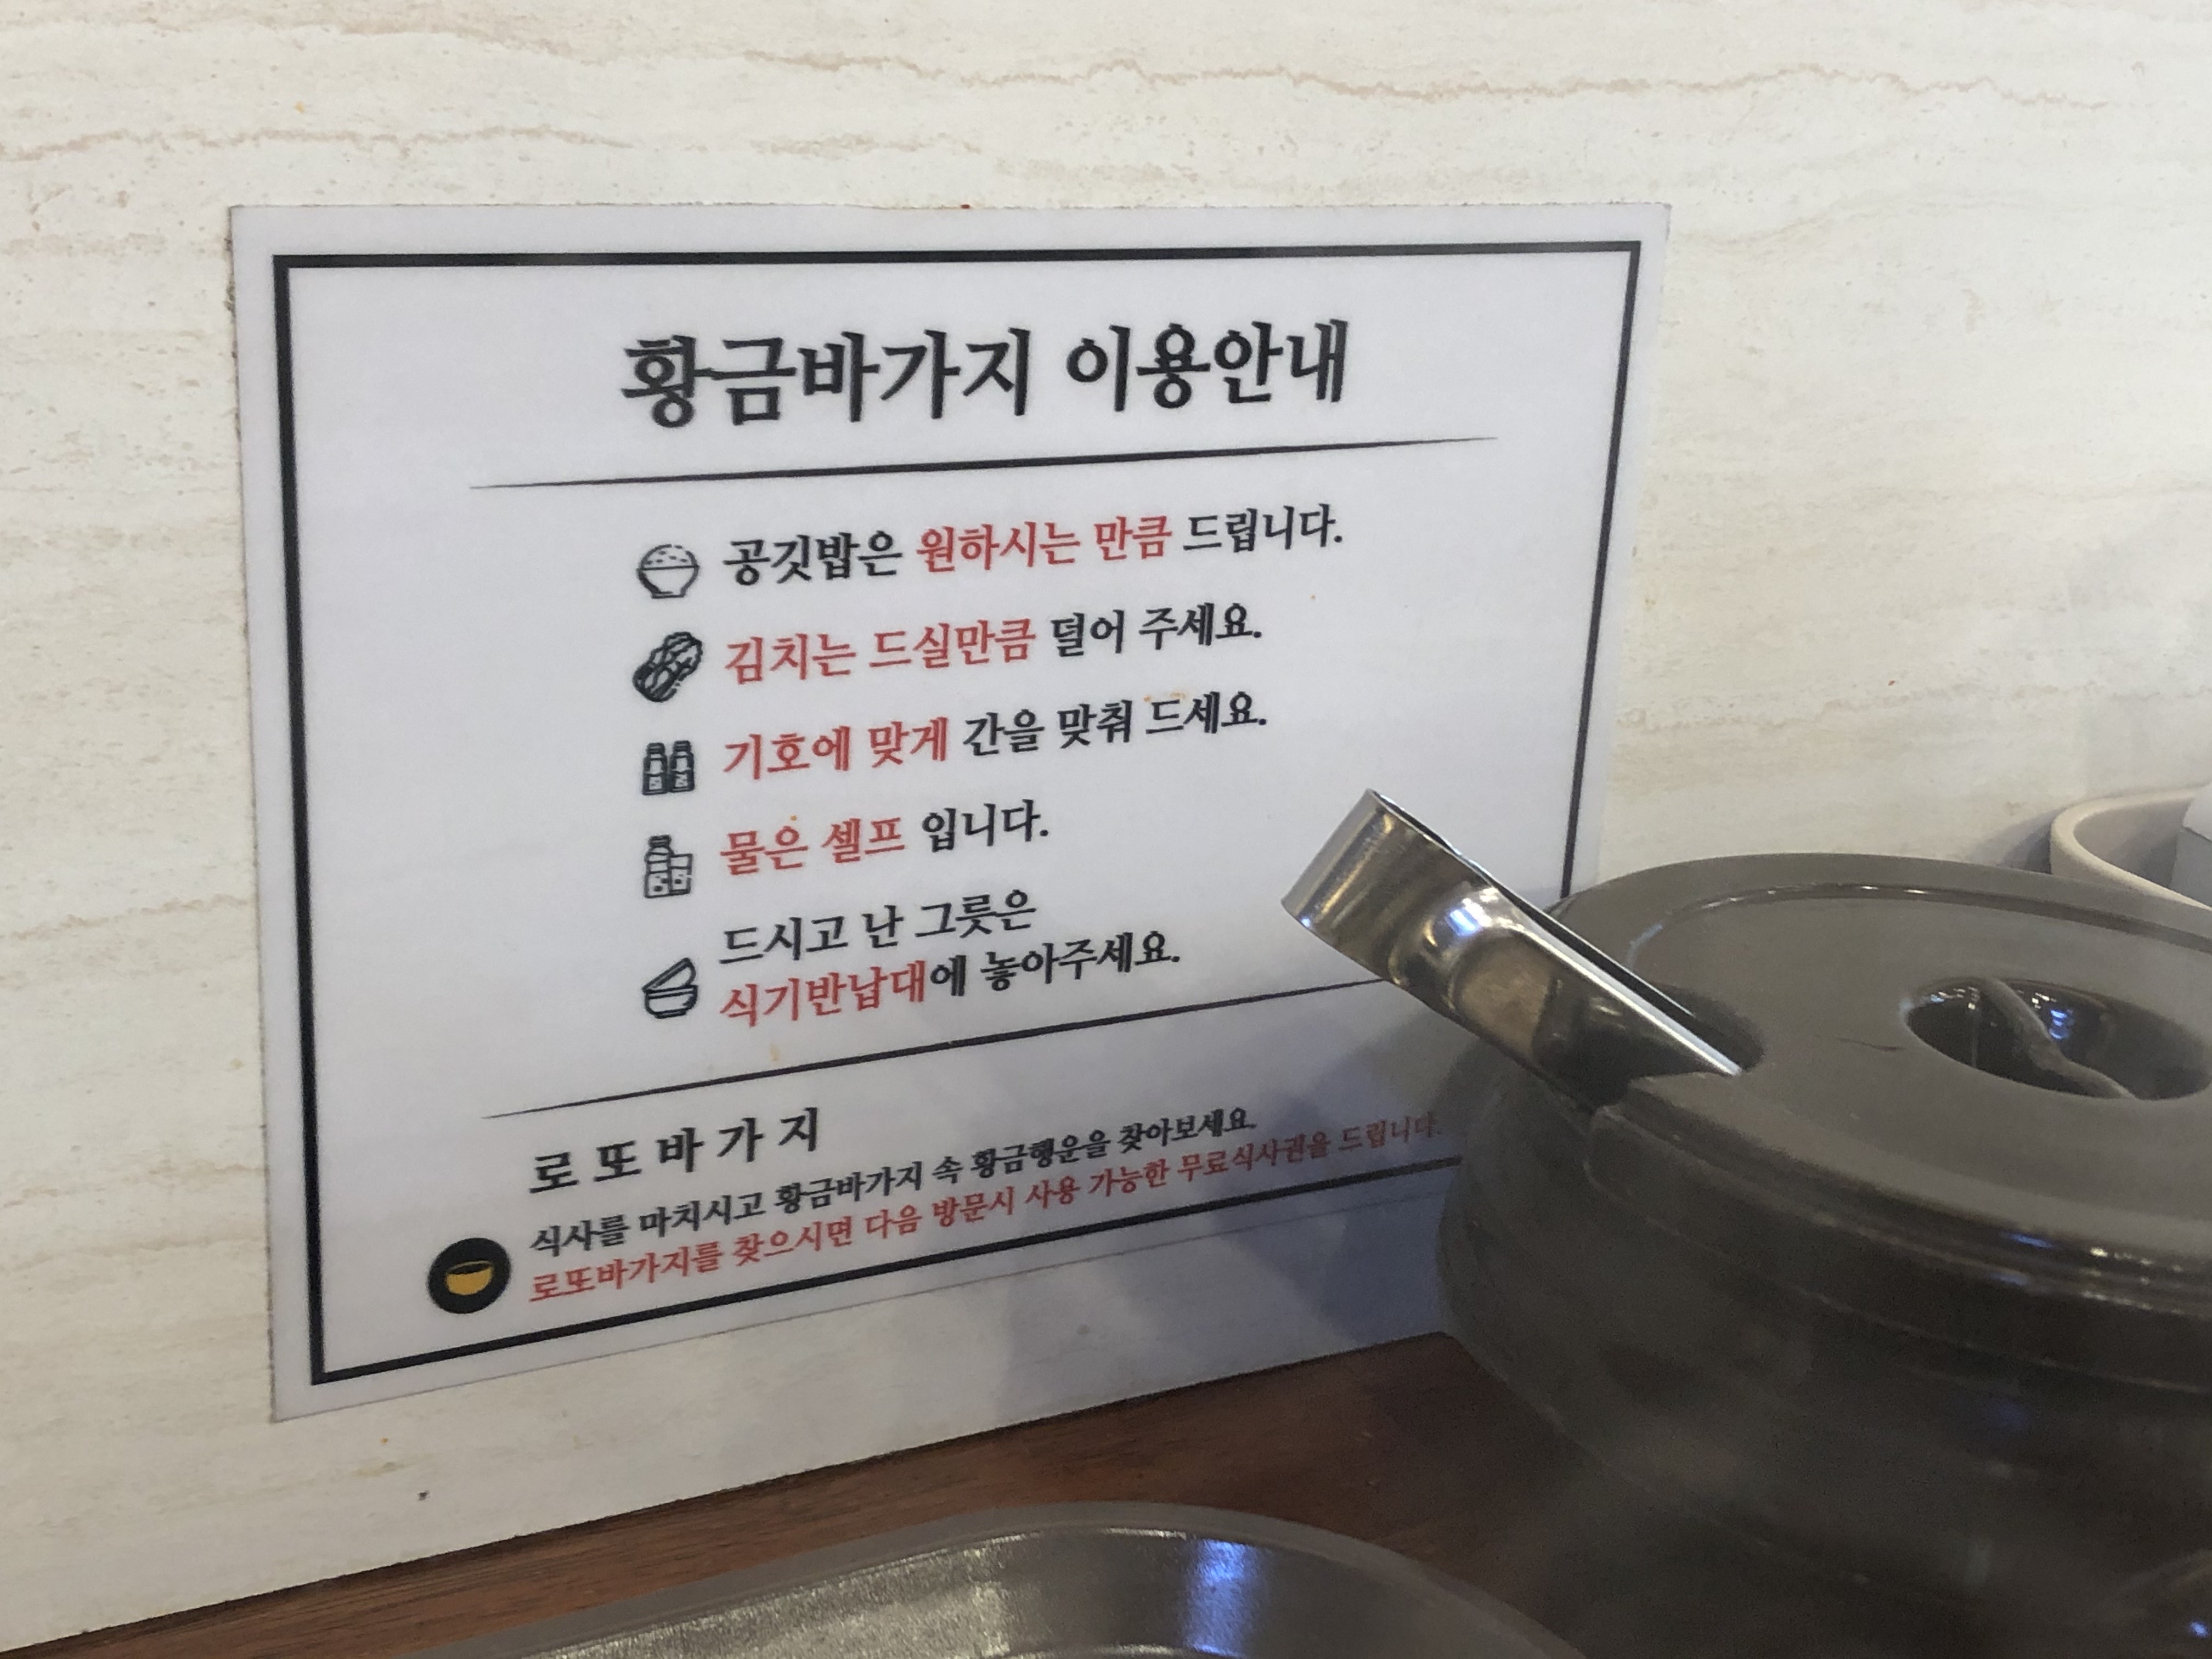 황금바가지 이용안내
공깃밥은 원하시는 만큼 드립니다.
김치는 드실만큼 덜어 주세요.
기호에 맞게 간을 맞춰 드세요.
물은 셀프 입니다.
드시고 난 그릇은
식기반납대에 놓아주세요.
로또바가지
식사를 마치시고 황금바가지 속 황금행운을 찾아보세요.
로또바가지를 찾으시면 다음 방문시 사용 가능한 무료식사권을 드립니다.